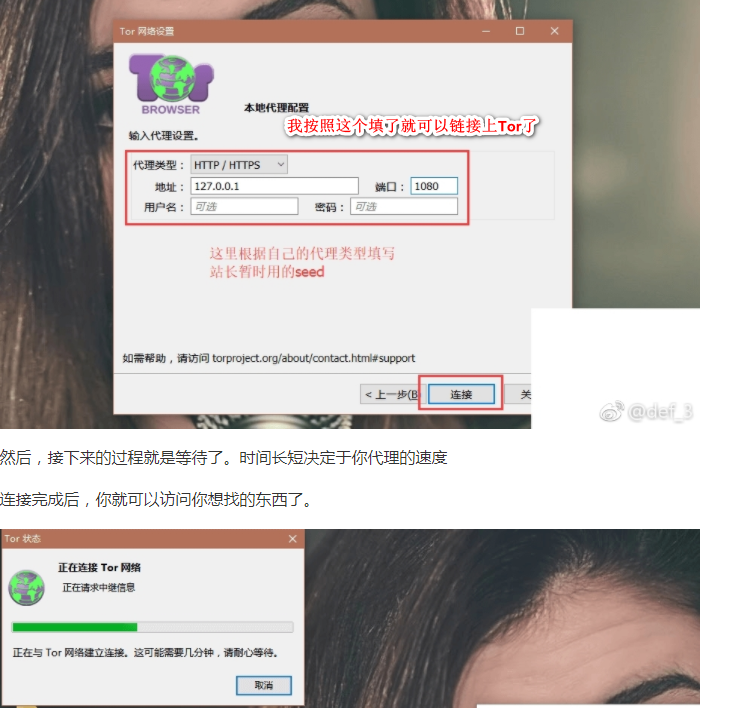 Tor 网络设置
Tor
BROWSER
本地代理配置
我按照这个填了就可以链接上Tor了
输入代理设置。
代理类型： HTTP / HTTPS
地址： 127.0.0.1 端口： 1080
用户名： 可选 密码： 可选
这里根据自己的代理类型填写
站长暂时用的seed
如需帮助，请访问 torproject.org/about/contact.html#support
< 上一步(B) 连接 关
@def_3
然后，接下来的过程就是等待了。时间长短决定于你代理的速度
连接完成后，你就可以访问你想找的东西了。
Tor 状态
正在连接 Tor 网络
正在请求中继信息
正在与 Tor 网络建立连接。这可能需要几分钟，请耐心等待。
取消